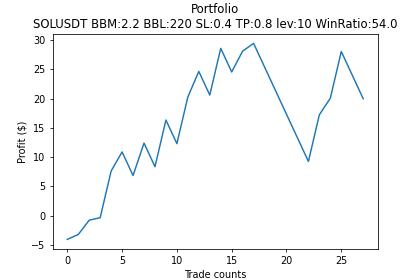 Portfolio
SOLUSDT BBM:2.2 BBL:220 SL:0.4 TP:0.8 lev:10 WinRatio:54.0
30
25
20
15
10
5
0
−5
Profit ($)
0 5 10 15 20 25
Trade counts